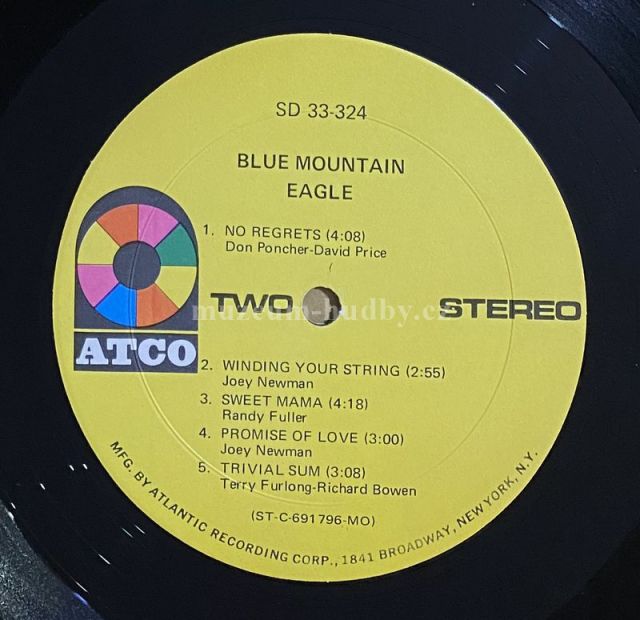 SD 33-324
BLUE MOUNTAIN
EAGLE
1. NO REGRETS (4:08)
Don Poncher-David Price
TWO
STEREO
muzeum-hudby.cz
ATCO
2. WINDING YOUR STRING (2:55)
Joey Newman
3. SWEET MAMA (4:18)
Randy Fuller
4. PROMISE OF LOVE (3:00)
Joey Newman
5. TRIVIAL SUM (3:08)
Terry Furlong-Richard Bowen
(ST-C-691796-MO)
MFG. BY ATLANTIC RECORDING CORP., 1841 BROADWAY, NEW YORK, N.Y.